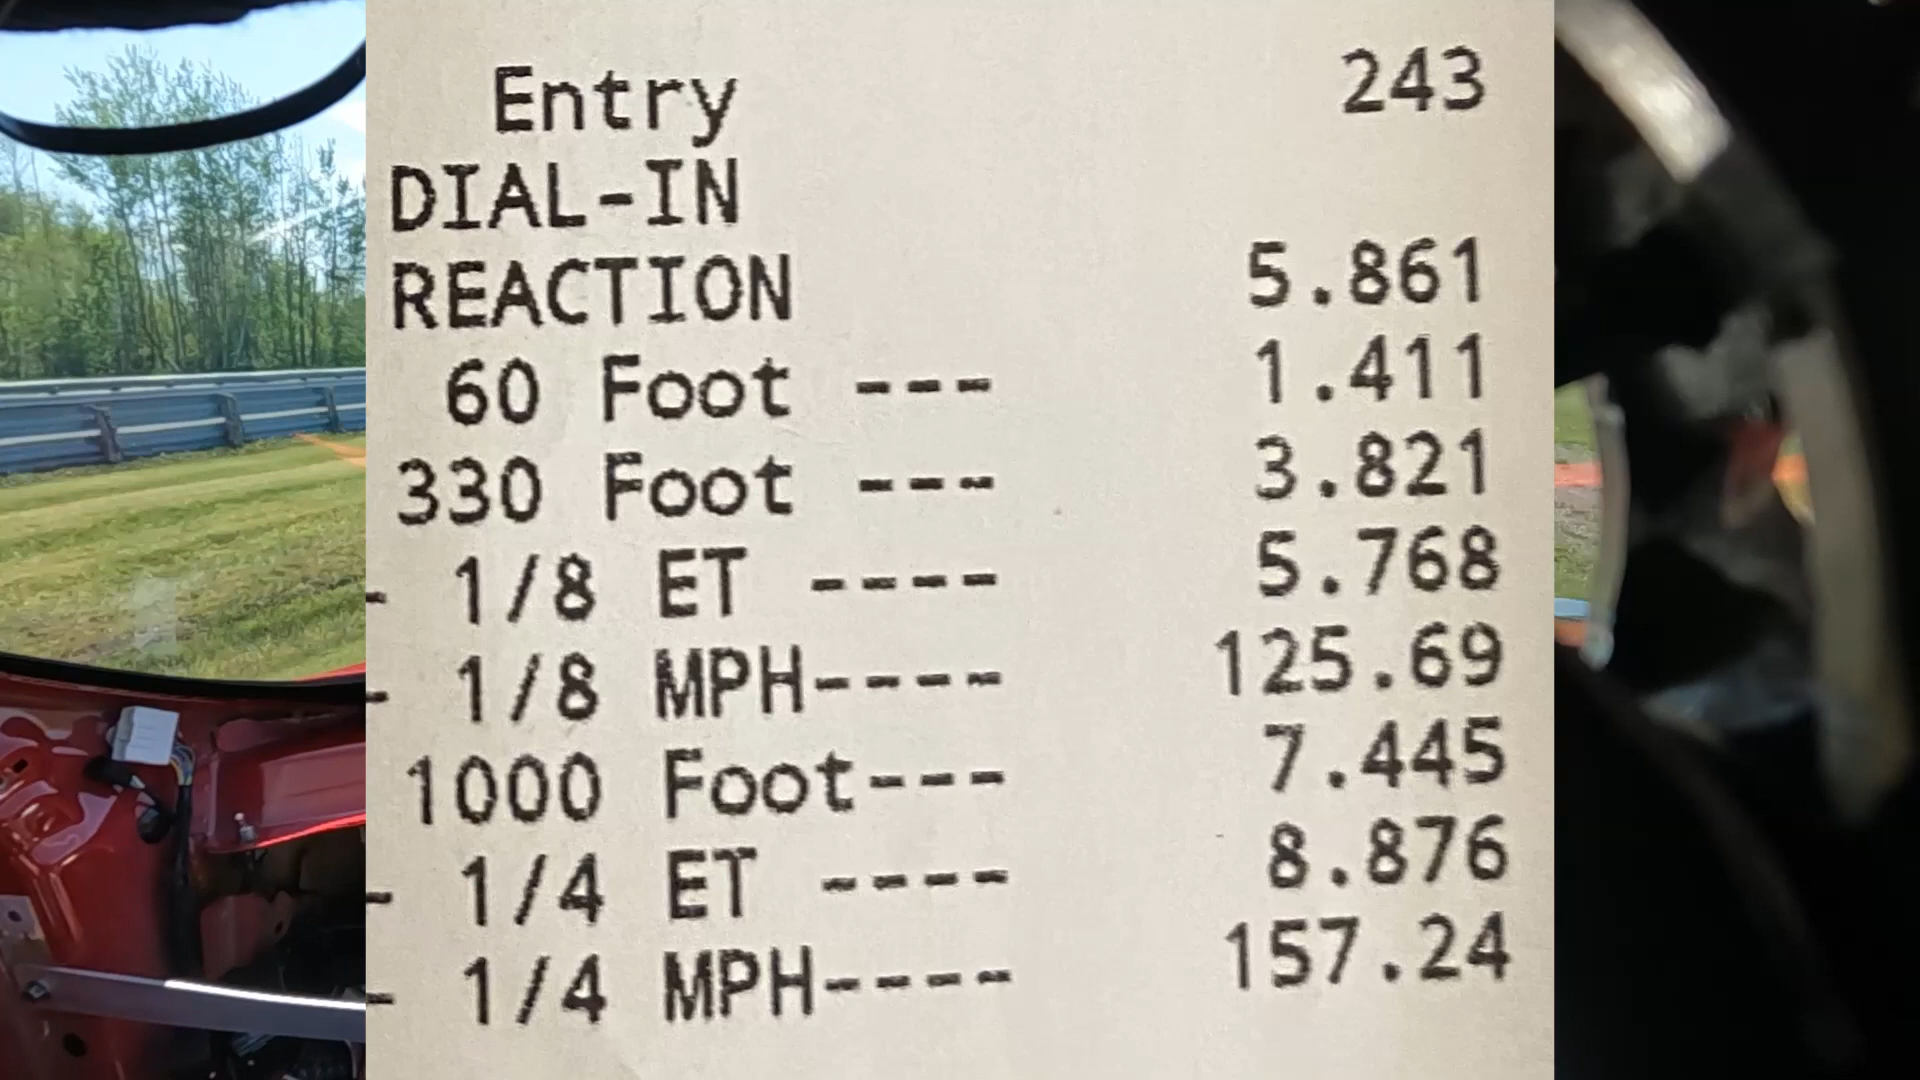 Entry 243
DIAL-IN
REACTION 5.861
60 Foot --- 1.411
330 Foot --- 3.821
- 1/8 ET ---- 5.768
- 1/8 MPH---- 125.69
1000 Foot--- 7.445
- 1/4 ET ---- 8.876
- 1/4 MPH---- 157.24